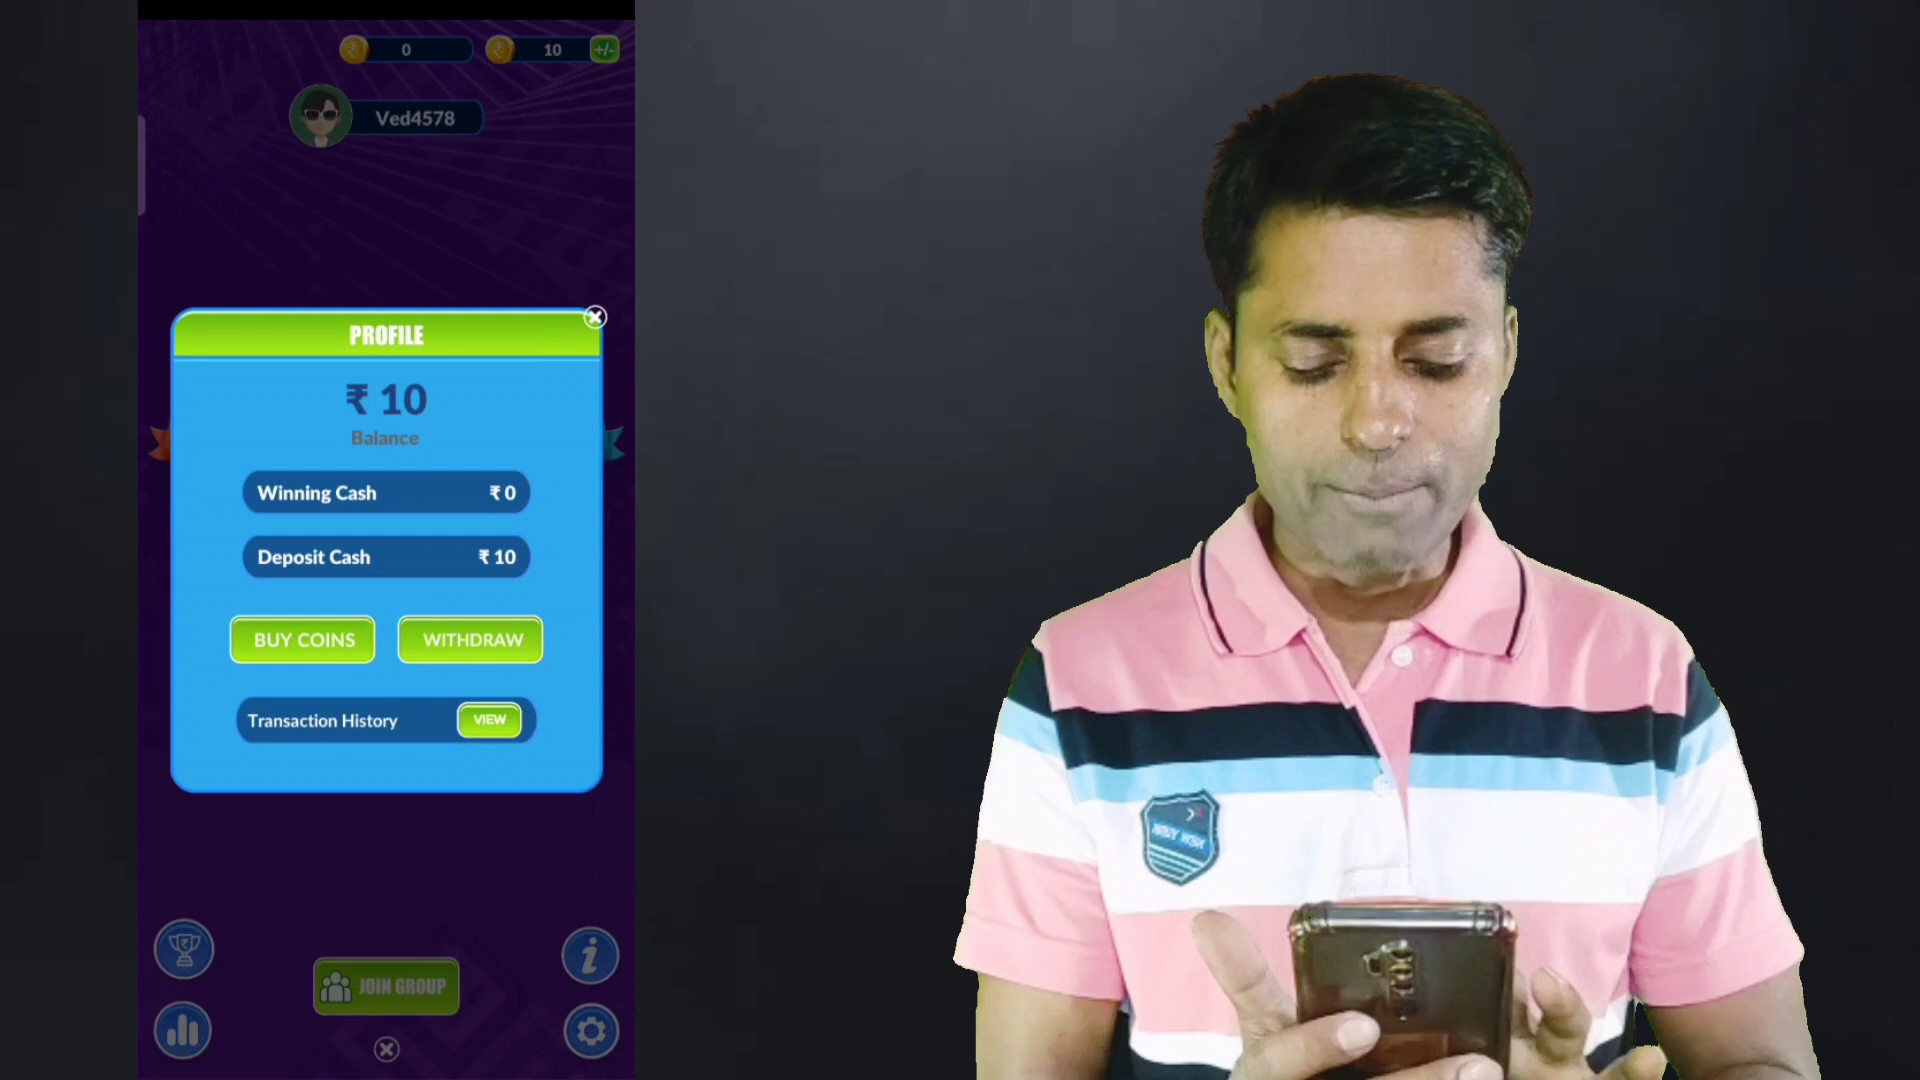 0
10
+/-
Ved4578
PROFILE
₹ 10
Balance
Winning Cash ₹ 0
Deposit Cash ₹ 10
BUY COINS
WITHDRAW
Transaction History
VIEW
JOIN GROUP